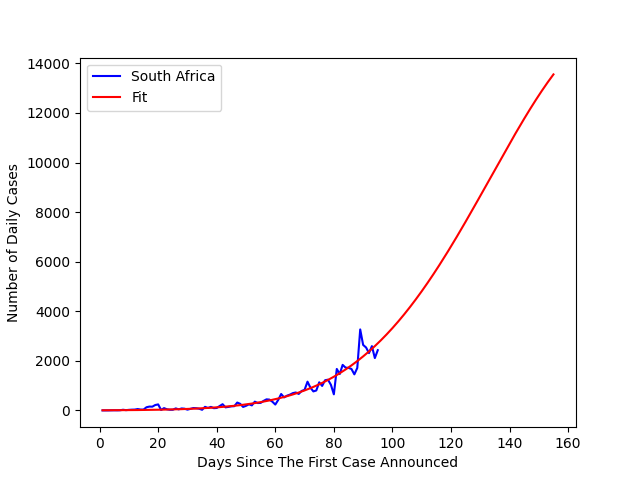 South Africa
Fit
14000
12000
10000
8000
6000
4000
2000
0
Number of Daily Cases
0 20 40 60 80 100 120 140 160
Days Since The First Case Announced